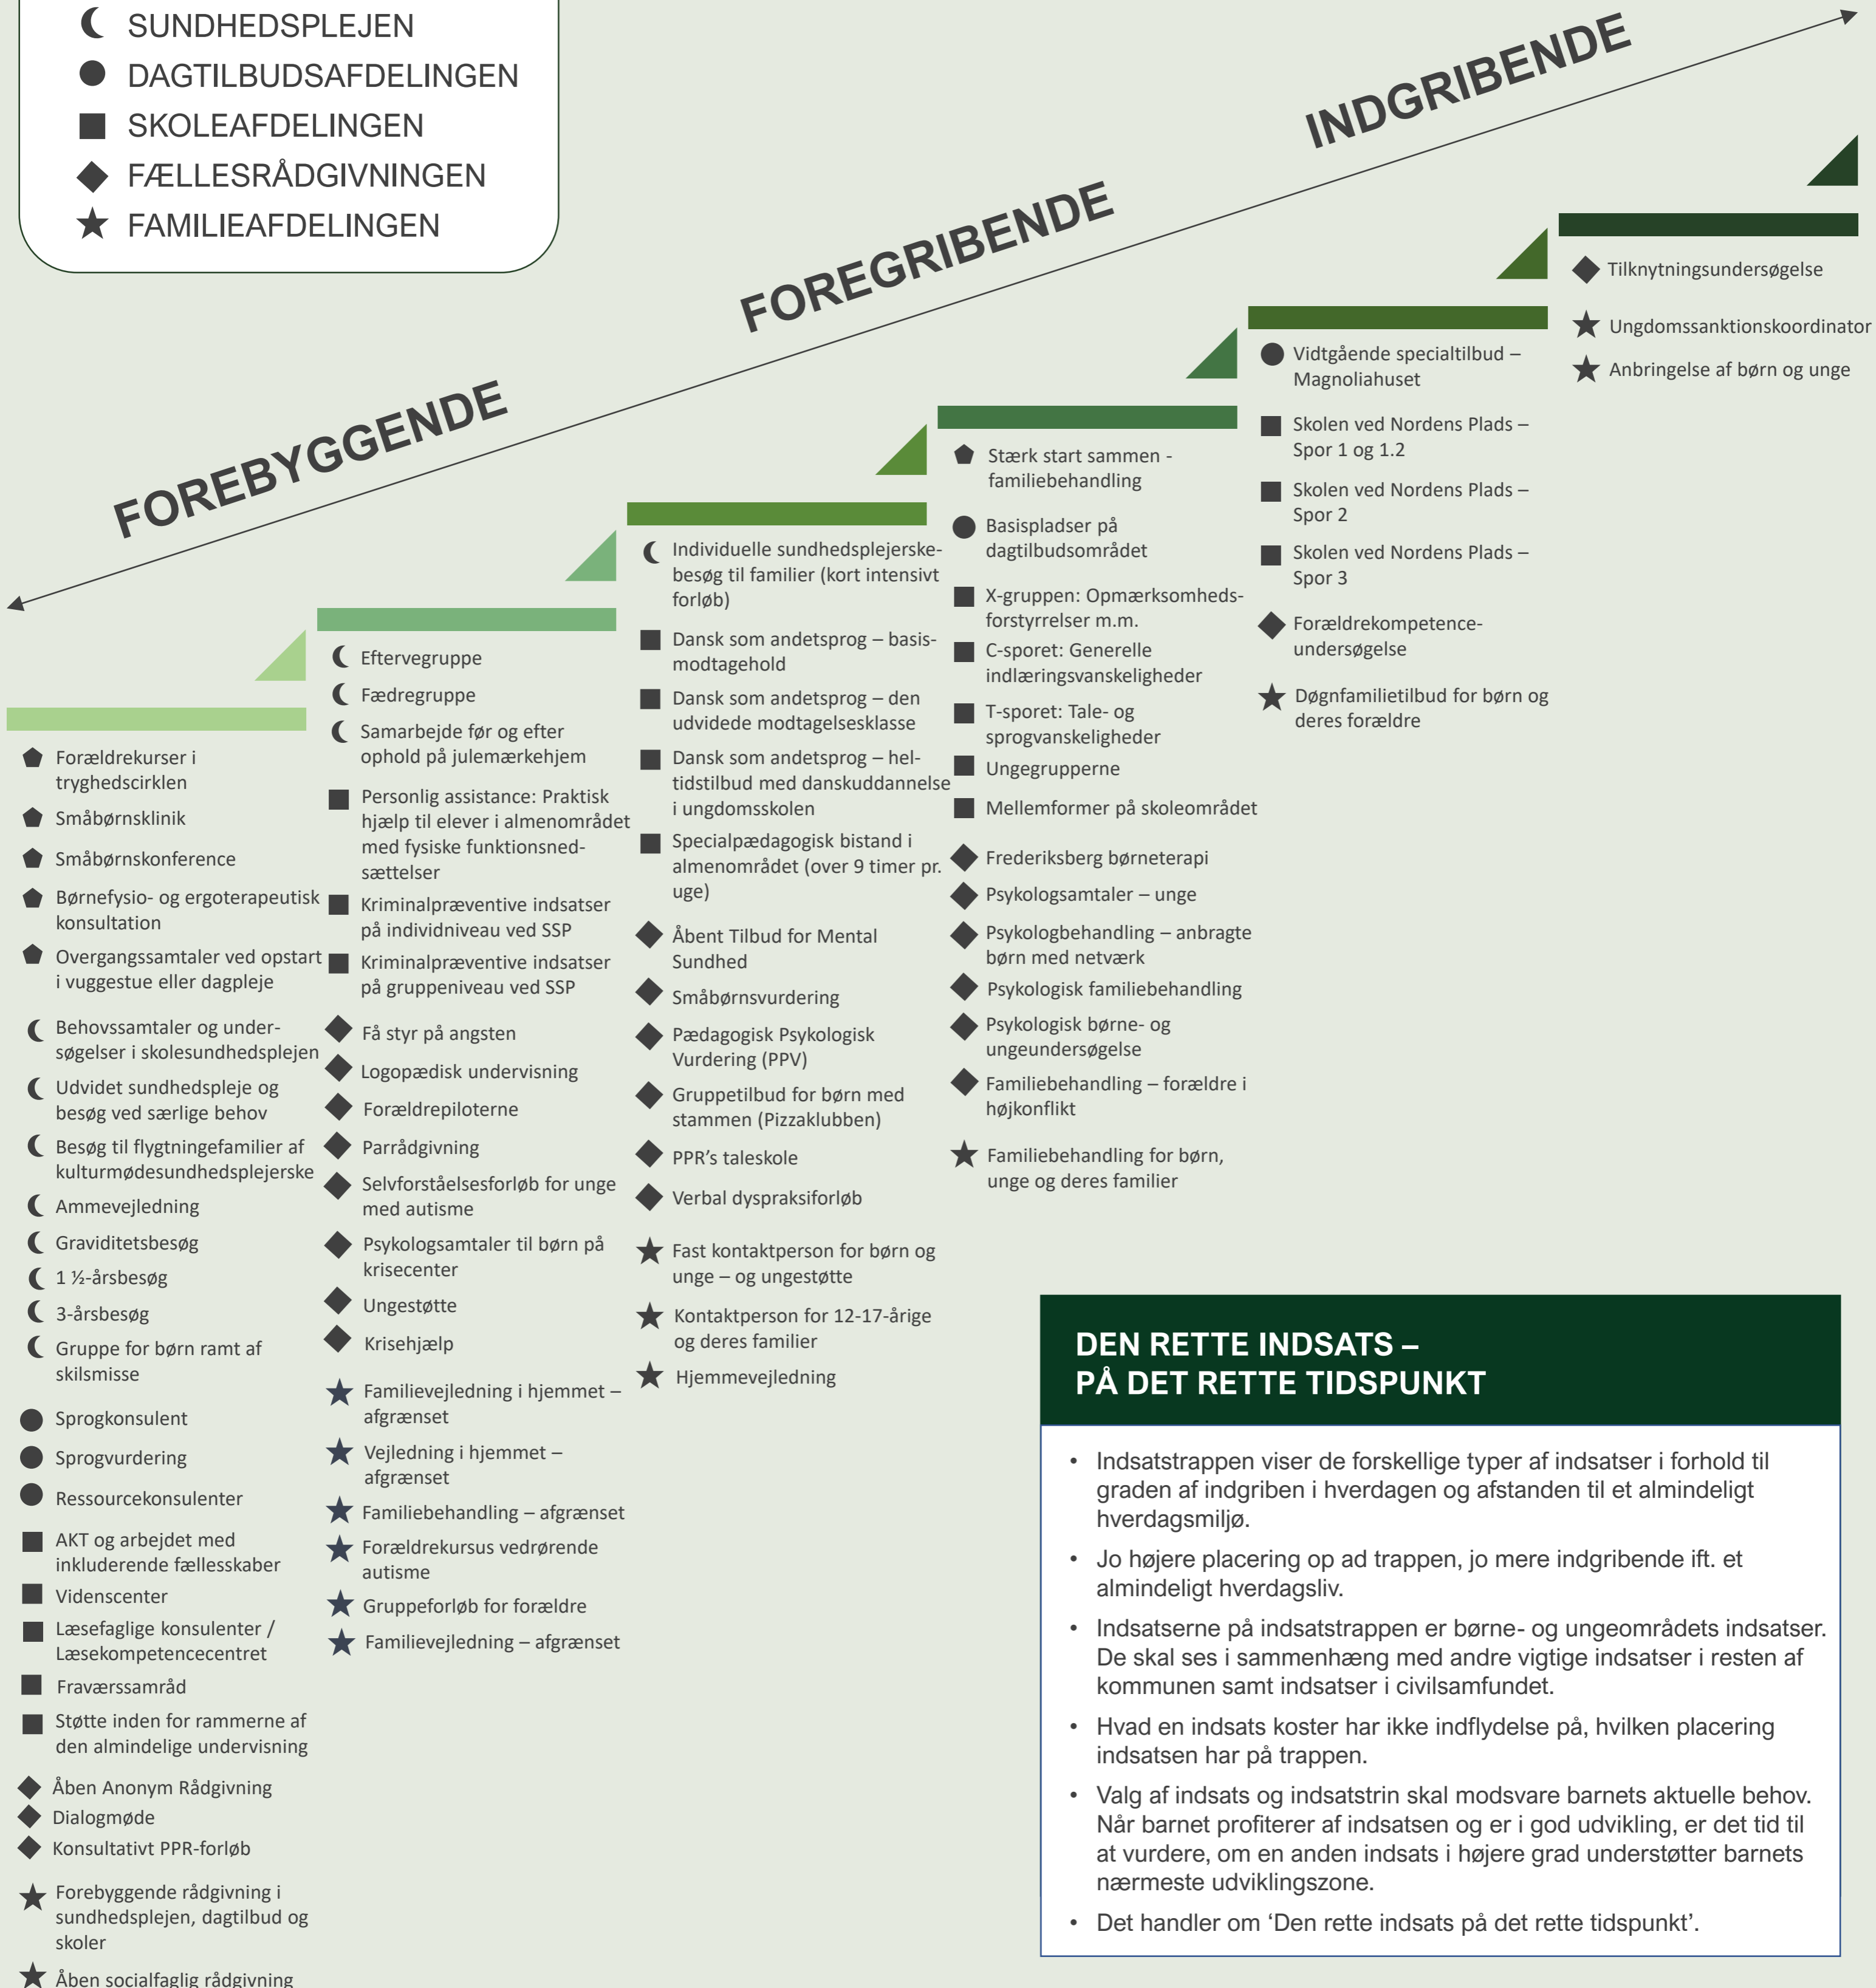 SUNDHEDSPLEJEN
DAGTILBUDSAFDELINGEN
SKOLEAFDELINGEN
FÆLLESRÅDGIVNINGEN
FAMILIEAFDELINGEN
FOREBYGGENDE
FOREGRIBENDE
INDGRIBENDE
Forældrekurser i
tryghedscirklen
Småbørnsklinik
Småbørnskonference
Børnefysio- og ergoterapeutisk
konsultation
Overgangssamtaler ved opstart
i vuggestue eller dagpleje
Behovssamtaler og under-
søgelser i skolesundhedsplejen
Udvidet sundhedspleje og
besøg ved særlige behov
Besøg til flygtningefamilier af
kulturmødesundhedsplejerske
Ammevejledning
Graviditetsbesøg
1 ½-årsbesøg
3-årsbesøg
Gruppe for børn ramt af
skilsmisse
Sprogkonsulent
Sprogvurdering
Ressourcekonsulenter
AKT og arbejdet med
inkluderende fællesskaber
Videnscenter
Læsefaglige konsulenter /
Læsekompetencecentret
Fraværssamråd
Støtte inden for rammerne af
den almindelige undervisning
Åben Anonym Rådgivning
Dialogmøde
Konsultativt PPR-forløb
Forebyggende rådgivning i
sundhedsplejen, dagtilbud og
skoler
Åben socialfaglig rådgivning
Eftervegruppe
Fædregruppe
Samarbejde før og efter
ophold på julemærkehjem
Personlig assistance: Praktisk
hjælp til elever i almenområdet
med fysiske funktionsned-
sættelser
Kriminalpræventive indsatser
på individniveau ved SSP
Kriminalpræventive indsatser
på gruppeniveau ved SSP
Få styr på angsten
Logopædisk undervisning
Forældrepiloterne
Parrådgivning
Selvforståelsesforløb for unge
med autisme
Psykologsamtaler til børn på
krisecenter
Ungestøtte
Krisehjælp
Familievejledning i hjemmet –
afgrænset
Vejledning i hjemmet –
afgrænset
Familiebehandling – afgrænset
Forældrekursus vedrørende
autisme
Gruppeforløb for forældre
Familievejledning – afgrænset
Individuelle sundhedsplejerske-
besøg til familier (kort intensivt
forløb)
Dansk som andetsprog – basis-
modtagehold
Dansk som andetsprog – den
udvidede modtagelsesklasse
Dansk som andetsprog – hel-
tidstilbud med danskuddannelse
i ungdomsskolen
Specialpædagogisk bistand i
almenområdet (over 9 timer pr.
uge)
Åbent Tilbud for Mental
Sundhed
Småbørnsvurdering
Pædagogisk Psykologisk
Vurdering (PPV)
Gruppetilbud for børn med
stammen (Pizzaklubben)
PPR's taleskole
Verbal dyspraksiforløb
Fast kontaktperson for børn og
unge – og ungestøtte
Kontaktperson for 12-17-årige
og deres familier
Hjemmevejledning
Stærk start sammen -
familiebehandling
Basispladser på
dagtilbudsområdet
X-gruppen: Opmærksomheds-
forstyrrelser m.m.
C-sporet: Generelle
indlæringsvanskeligheder
T-sporet: Tale- og
sprogvanskeligheder
Ungegrupperne
Mellemformer på skoleområdet
Frederiksberg børneterapi
Psykologsamtaler – unge
Psykologbehandling – anbragte
børn med netværk
Psykologisk familiebehandling
Psykologisk børne- og
ungeundersøgelse
Familiebehandling – forældre i
højkonflikt
Familiebehandling for børn,
unge og deres familier
Vidtgående specialtilbud –
Magnoliahuset
Skolen ved Nordens Plads –
Spor 1 og 1.2
Skolen ved Nordens Plads –
Spor 2
Skolen ved Nordens Plads –
Spor 3
Forældrekompetence-
undersøgelse
Døgnfamilietilbud for børn og
deres forældre
Tilknytningsundersøgelse
Ungdomssanktionskoordinator
Anbringelse af børn og unge
DEN RETTE INDSATS –
PÅ DET RETTE TIDSPUNKT
• Indsatstrappen viser de forskellige typer af indsatser i forhold til
graden af indgriben i hverdagen og afstanden til et almindeligt
hverdagsmiljø.
• Jo højere placering op ad trappen, jo mere indgribende ift. et
almindeligt hverdagsliv.
• Indsatserne på indsatstrappen er børne- og ungeområdets indsatser.
De skal ses i sammenhæng med andre vigtige indsatser i resten af
kommunen samt indsatser i civilsamfundet.
• Hvad en indsats koster har ikke indflydelse på, hvilken placering
indsatsen har på trappen.
• Valg af indsats og indsatstrin skal modsvare barnets aktuelle behov.
Når barnet profiterer af indsatsen og er i god udvikling, er det tid til
at vurdere, om en anden indsats i højere grad understøtter barnets
nærmeste udviklingszone.
• Det handler om 'Den rette indsats på det rette tidspunkt'.